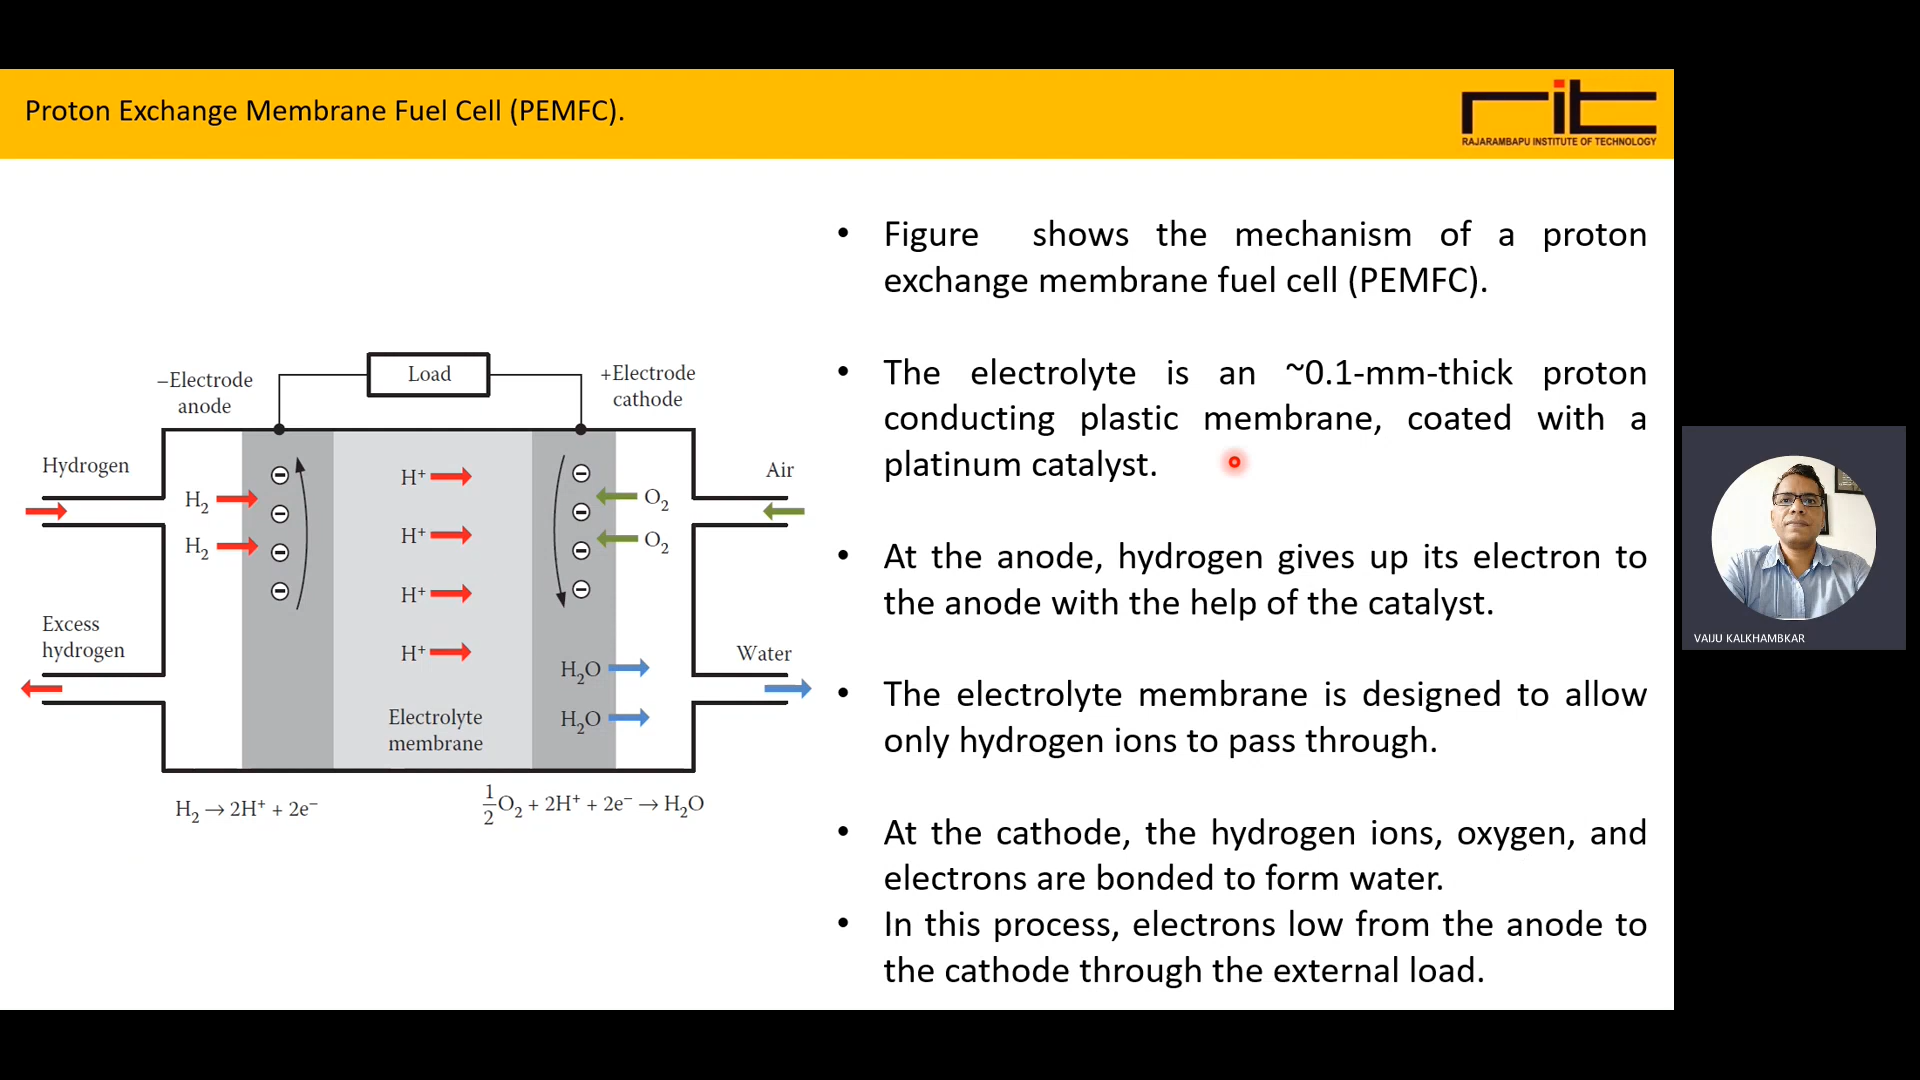 Proton Exchange Membrane Fuel Cell (PEMFC).
rit
RAJARAMBAPU INSTITUTE OF TECHNOLOGY
Load
−Electrode
anode
+Electrode
cathode
Hydrogen
Air
H₂
H₂
H⁺
H⁺
H⁺
H⁺
O₂
O₂
Excess
hydrogen
Water
H₂O
H₂O
Electrolyte
membrane
H₂ → 2H⁺ + 2e⁻
1/2 O₂ + 2H⁺ + 2e⁻ → H₂O
• Figure shows the mechanism of a proton
exchange membrane fuel cell (PEMFC).
• The electrolyte is an ~0.1-mm-thick proton
conducting plastic membrane, coated with a
platinum catalyst.
• At the anode, hydrogen gives up its electron to
the anode with the help of the catalyst.
• The electrolyte membrane is designed to allow
only hydrogen ions to pass through.
• At the cathode, the hydrogen ions, oxygen, and
electrons are bonded to form water.
• In this process, electrons low from the anode to
the cathode through the external load.
VAIJU KALKHAMBKAR